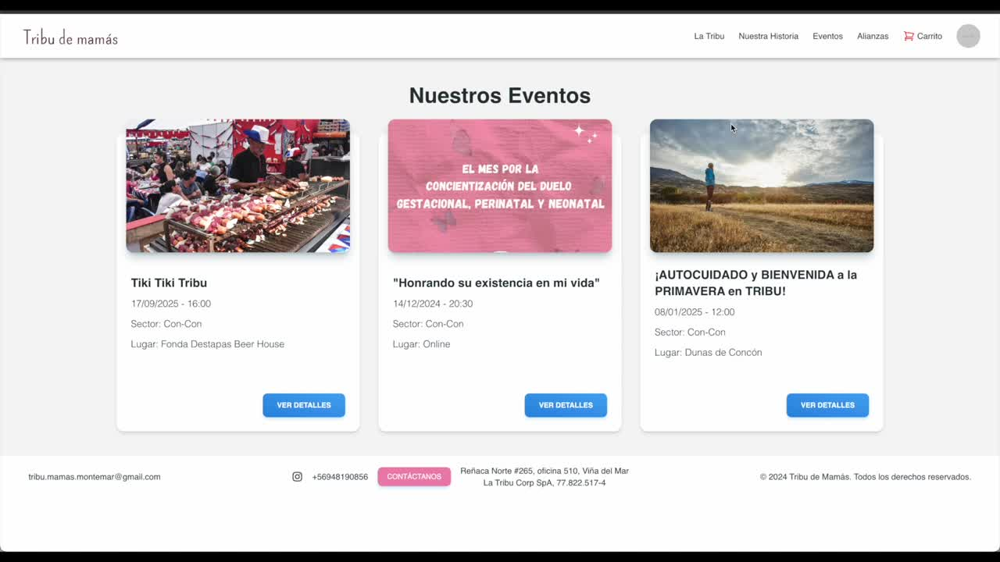 Tribu de mamás
La Tribu
Nuestra Historia
Eventos
Alianzas
Carrito
Nuestros Eventos
EL MES POR LA
CONCIENTIZACIÓN DEL DUELO
GESTACIONAL, PERINATAL Y NEONATAL
Tiki Tiki Tribu
17/09/2025 - 16:00
Sector: Con-Con
Lugar: Fonda Destapas Beer House
VER DETALLES
"Honrando su existencia en mi vida"
14/12/2024 - 20:30
Sector: Con-Con
Lugar: Online
VER DETALLES
¡AUTOCUIDADO y BIENVENIDA a la
PRIMAVERA en TRIBU!
08/01/2025 - 12:00
Sector: Con-Con
Lugar: Dunas de Concón
VER DETALLES
tribu.mamas.montemar@gmail.com
+56948190856
CONTÁCTANOS
Reñaca Norte #265, oficina 510, Viña del Mar
La Tribu Corp SpA, 77.822.517-4
© 2024 Tribu de Mamás. Todos los derechos reservados.